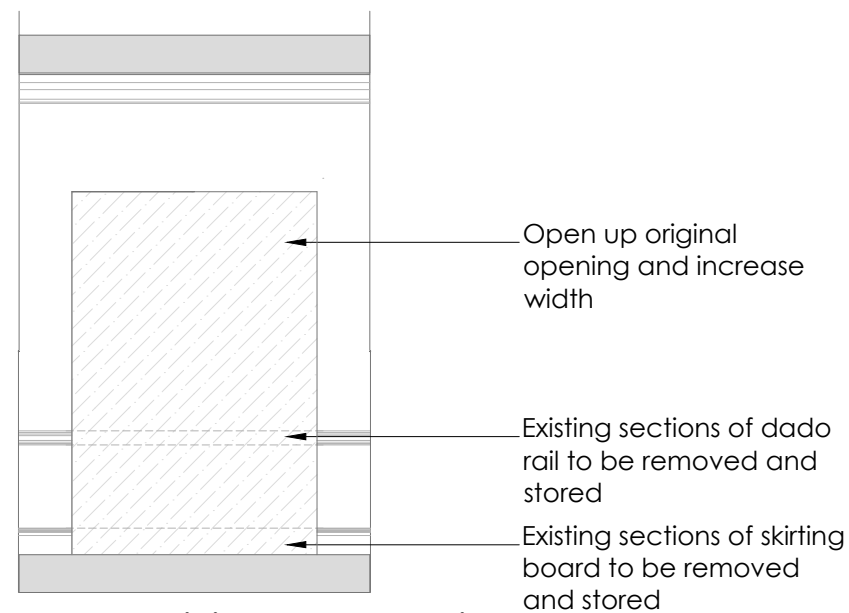 Open up original
opening and increase
width
Existing sections of dado
rail to be removed and
stored
Existing sections of skirting
board to be removed
and stored